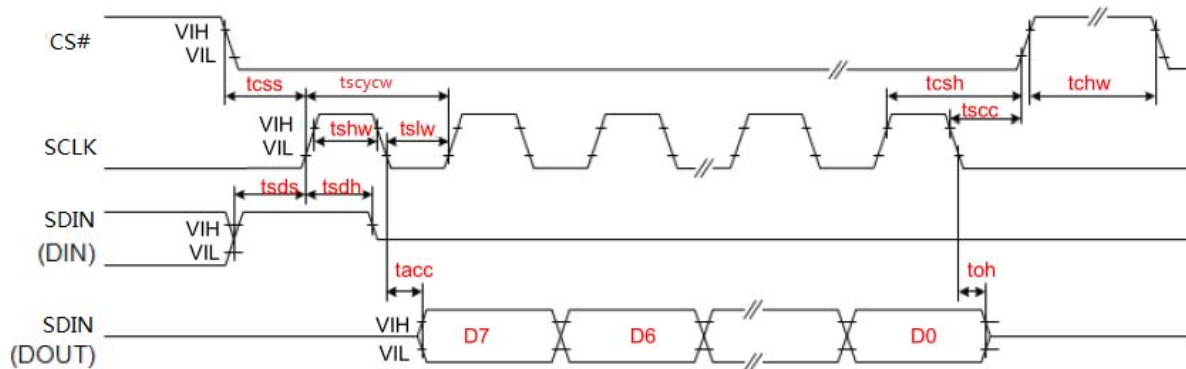 'CS#
VIH
VIL
tcss
tscycw
tcsh
tchw
tscc
SCLK
VIH
VIL
tshw
tslw
tsds
tsdh
SDIN
(DIN)
VIH
VIL
tacc
toh
SDIN
(DOUT)
VIH
VIL
D7
D6
D0